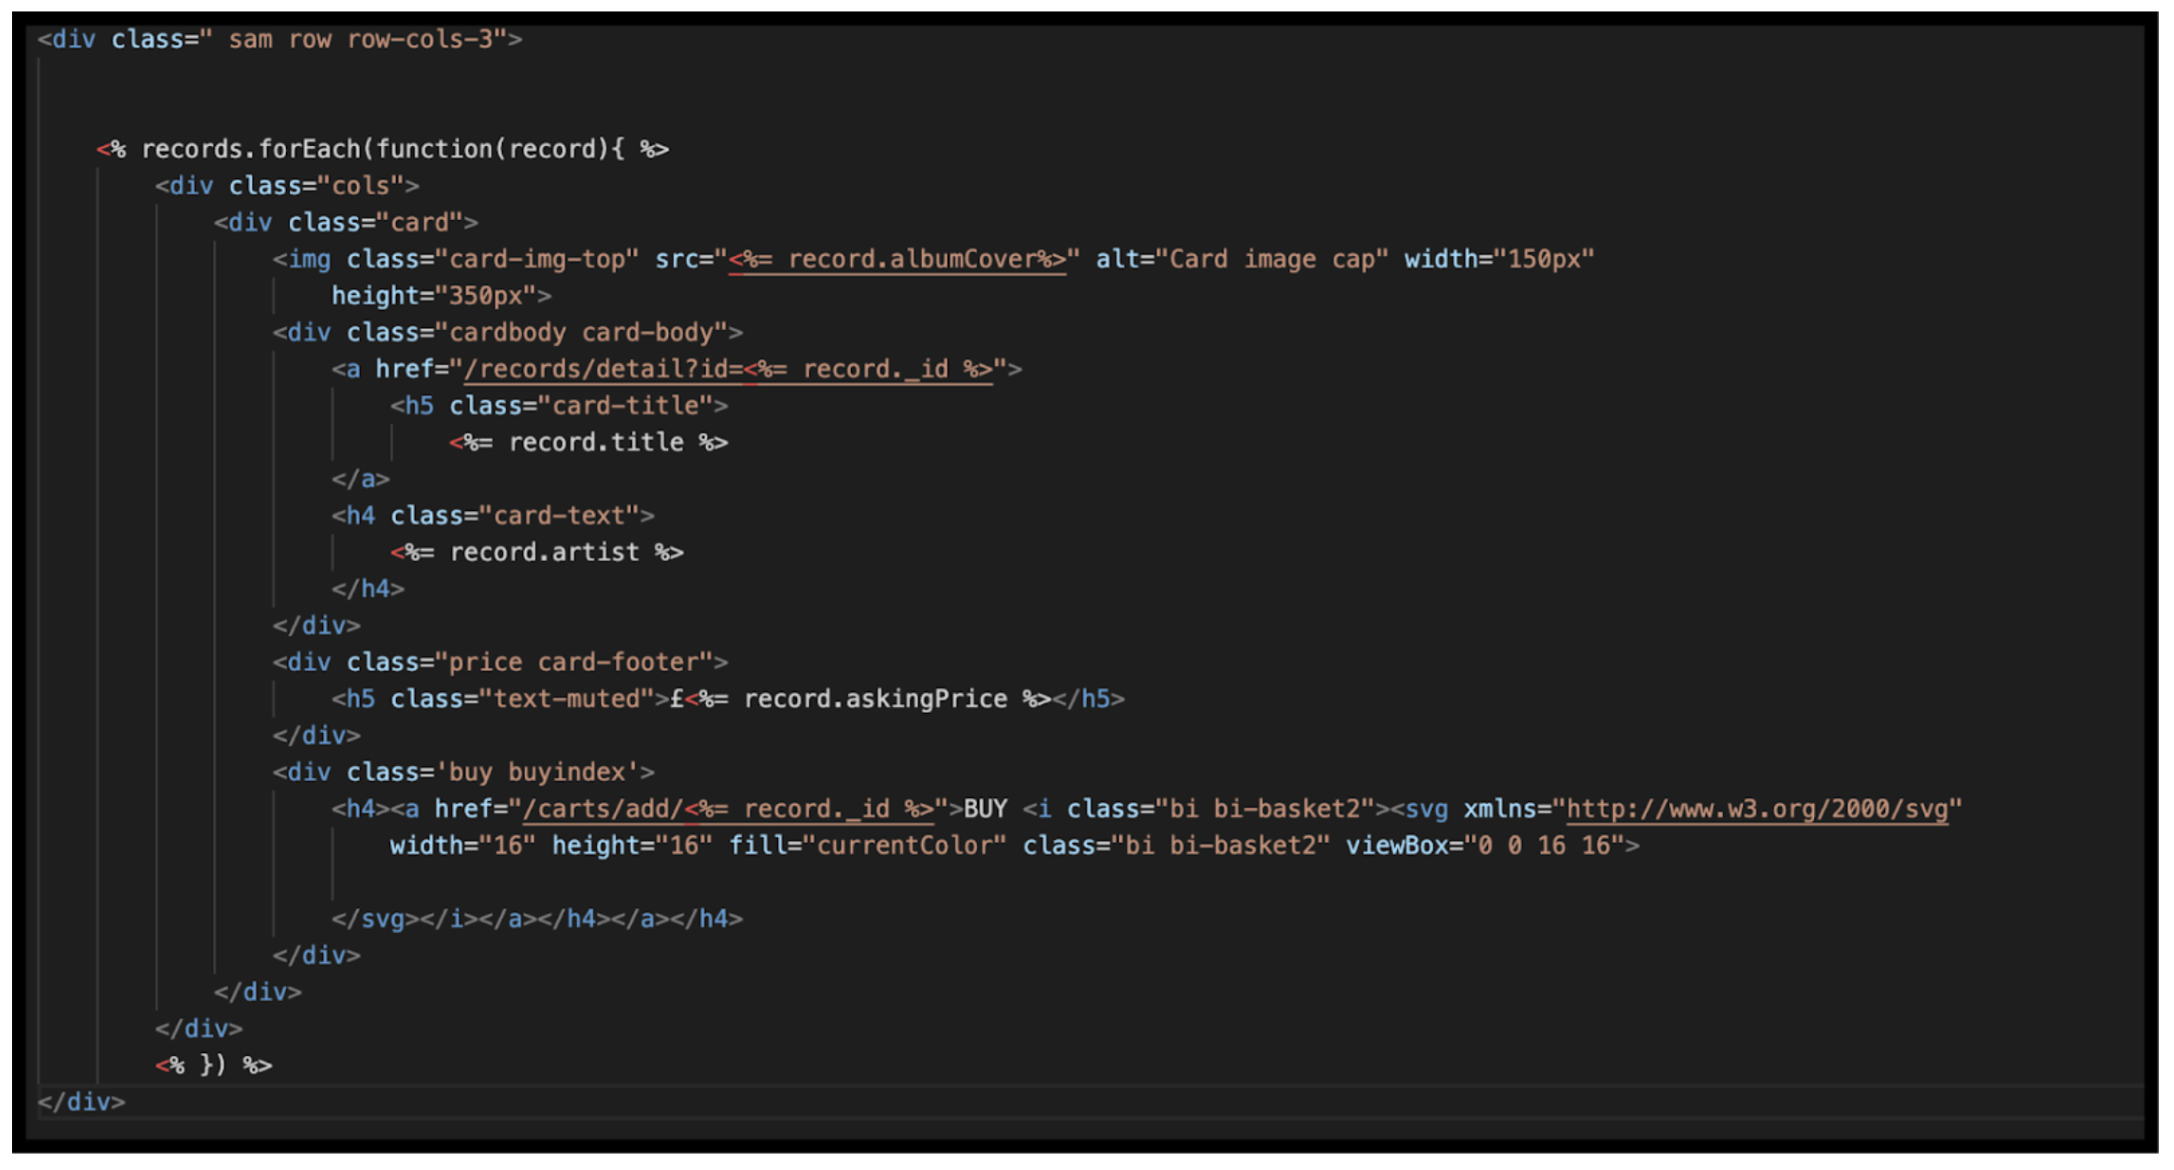 <div class=" sam row row-cols-3">
<% records.forEach(function(record){ %>
<div class="cols">
<div class="card">
<img class="card-img-top" src="<%= record.albumCover%>" alt="Card image cap" width="150px"
height="350px">
<div class="cardbody card-body">
<a href="/records/detail?id=<%= record._id %>">
<h5 class="card-title">
<%= record.title %>
</a>
<h4 class="card-text">
<%= record.artist %>
</h4>
</div>
<div class="price card-footer">
<h5 class="text-muted">£<%= record.askingPrice %></h5>
</div>
<div class='buy buyindex'>
<h4><a href="/carts/add/<%= record._id %>">BUY <i class="bi bi-basket2"><svg xmlns="http://www.w3.org/2000/svg"
width="16" height="16" fill="currentColor" class="bi bi-basket2" viewBox="0 0 16 16">
</svg></i></a></h4></a></h4>
</div>
</div>
</div>
<% }) %>
</div>